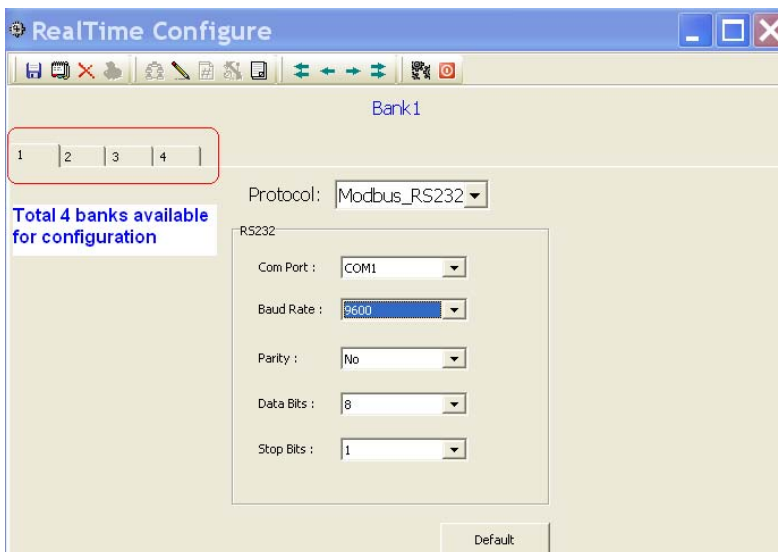 RealTime Configure
Bank1
1 2 3 4
Total 4 banks available
for configuration
Protocol: Modbus_RS232
RS232
Com Port : COM1
Baud Rate : 9600
Parity : No
Data Bits : 8
Stop Bits : 1
Default